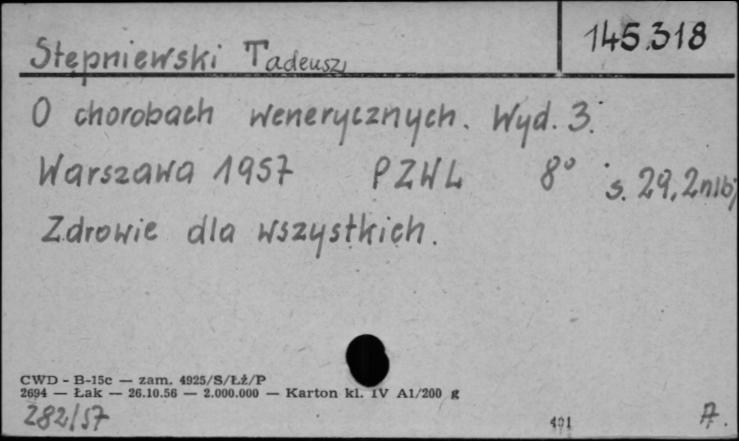 145.318
Stępniewski Tadeusz
O chorobach wenerycznych. Wyd. 3.
Warszawa 1957 PZWL 8° s. 29, 2nlb
Zdrowie dla wszystkich.
CWD - B-15c — zam. 4925/S/Łż/P
2694 — Łak — 26.10.56 — 2.000.000 — Karton kl. IV A1/200 g
282/57
491
A.